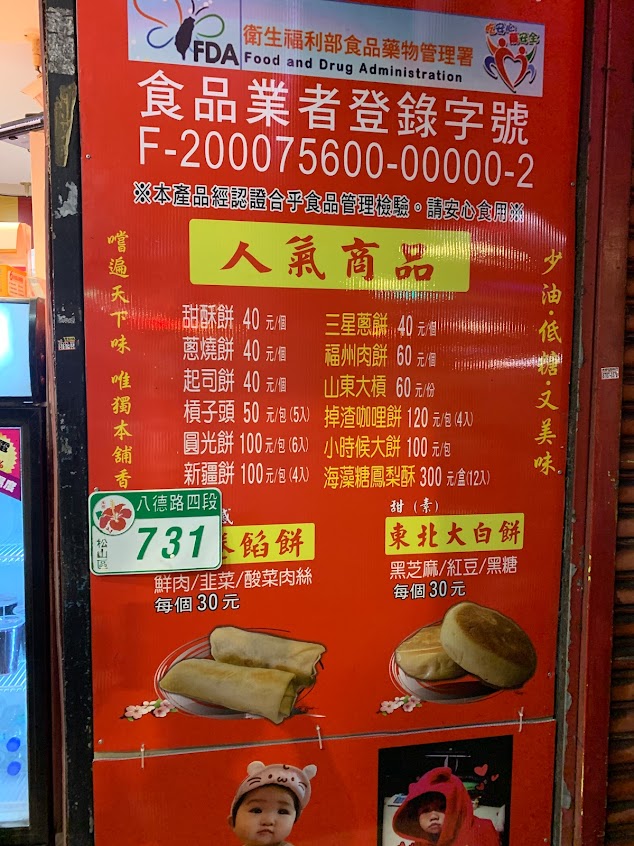 FDA
衛生福利部食品藥物管理署
Food and Drug Administration
食品業者登錄字號
F-200075600-00000-2
※本產品經認證合乎食品管理檢驗。請安心食用※
人氣商品
嚐遍天下味 唯獨本舖香
少油·低糖·又美味
甜酥餅 40 元/個
蔥燒餅 40 元/個
起司餅 40 元/個
槓子頭 50 元/包(5入)
圓光餅 100 元/包(6入)
新疆餅 100 元/包(4入)
三星蔥餅 40 元/個
福州肉餅 60 元/個
山東大槓 60 元/份
掉渣咖哩餅 120 元/包(4入)
小時候大餅 100 元/包
海藻糖鳳梨酥 300 元/盒(12入)
八德路四段
731
松山區
餡餅
鮮肉/韭菜/酸菜肉絲
每個30元
甜(素)
東北大白餅
黑芝麻/紅豆/黑糖
每個30元